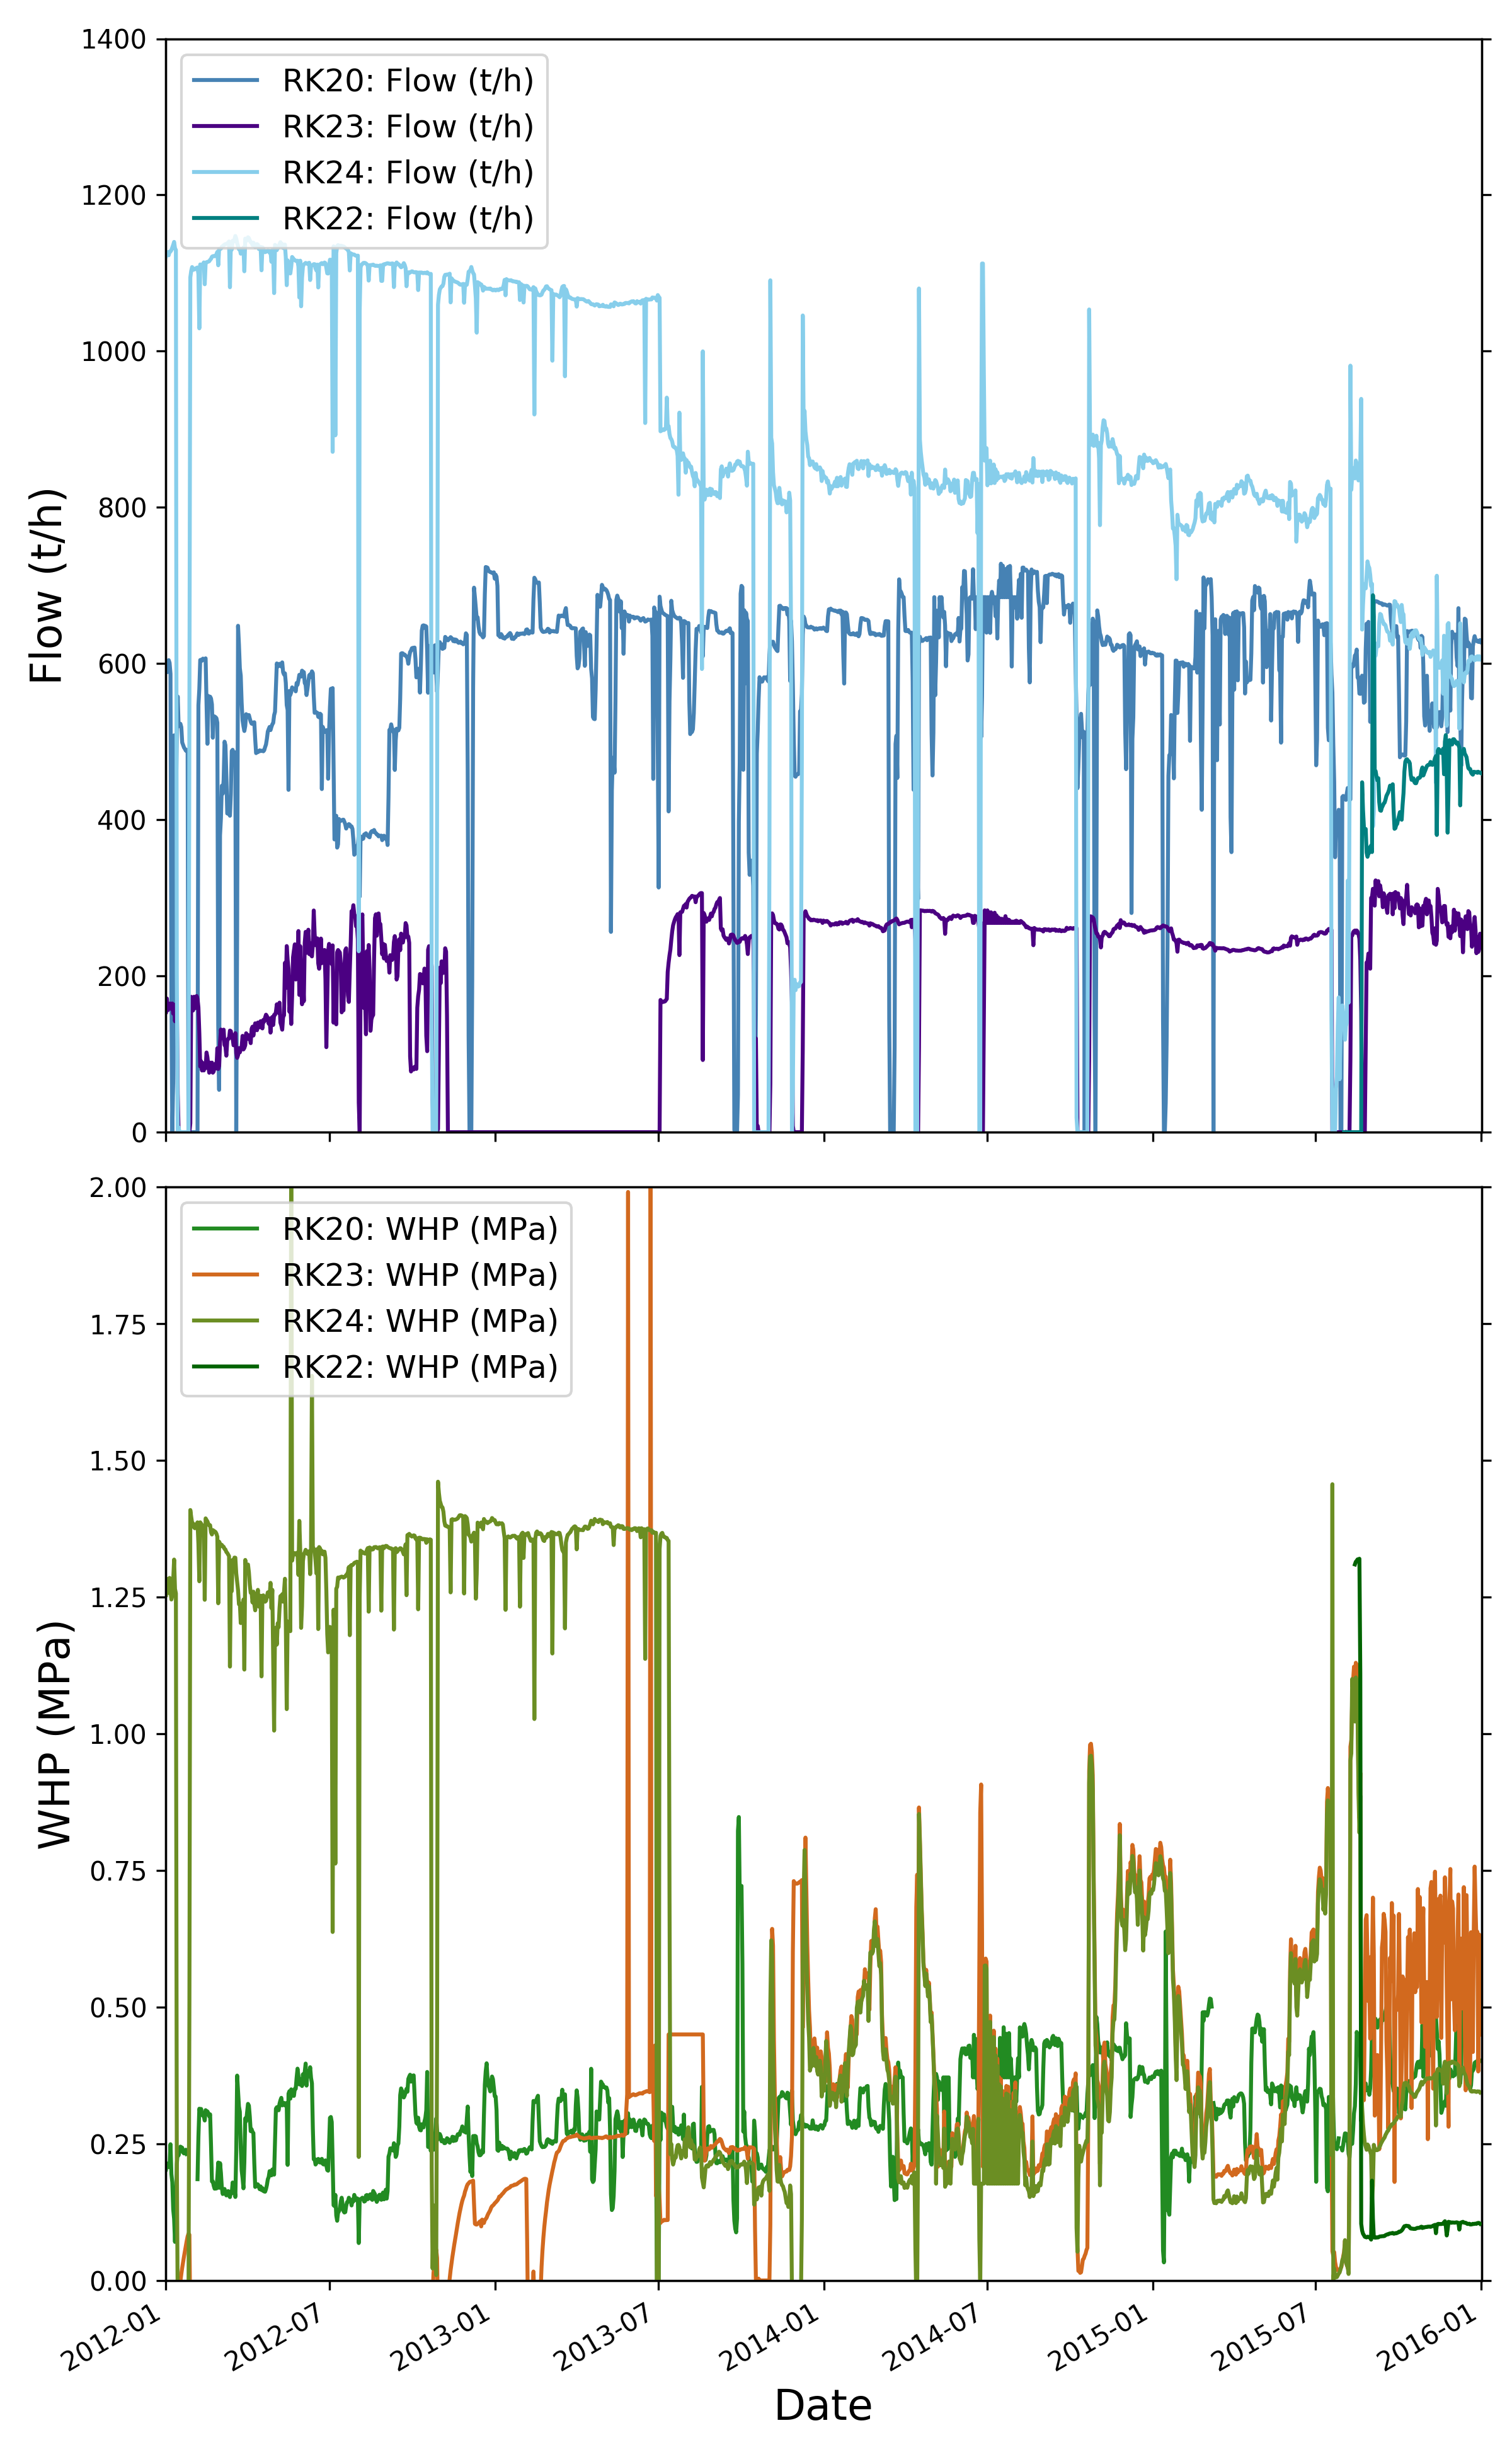 1400
1200
1000
800
600
400
200
0
Flow (t/h)
RK20: Flow (t/h)
RK23: Flow (t/h)
RK24: Flow (t/h)
RK22: Flow (t/h)
2.00
1.75
1.50
1.25
1.00
0.75
0.50
0.25
0.00
WHP (MPa)
RK20: WHP (MPa)
RK23: WHP (MPa)
RK24: WHP (MPa)
RK22: WHP (MPa)
2012-01
2012-07
2013-01
2013-07
2014-01
2014-07
2015-01
2015-07
2016-01
Date